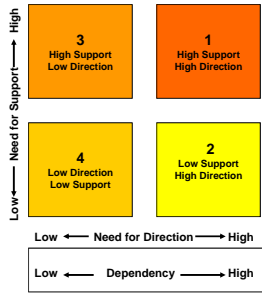 3
High Support
Low Direction
1
High Support
High Direction
4
Low Direction
Low Support
2
Low Support
High Direction
Low Need for Support High
Low Need for Direction High
Low Dependency High